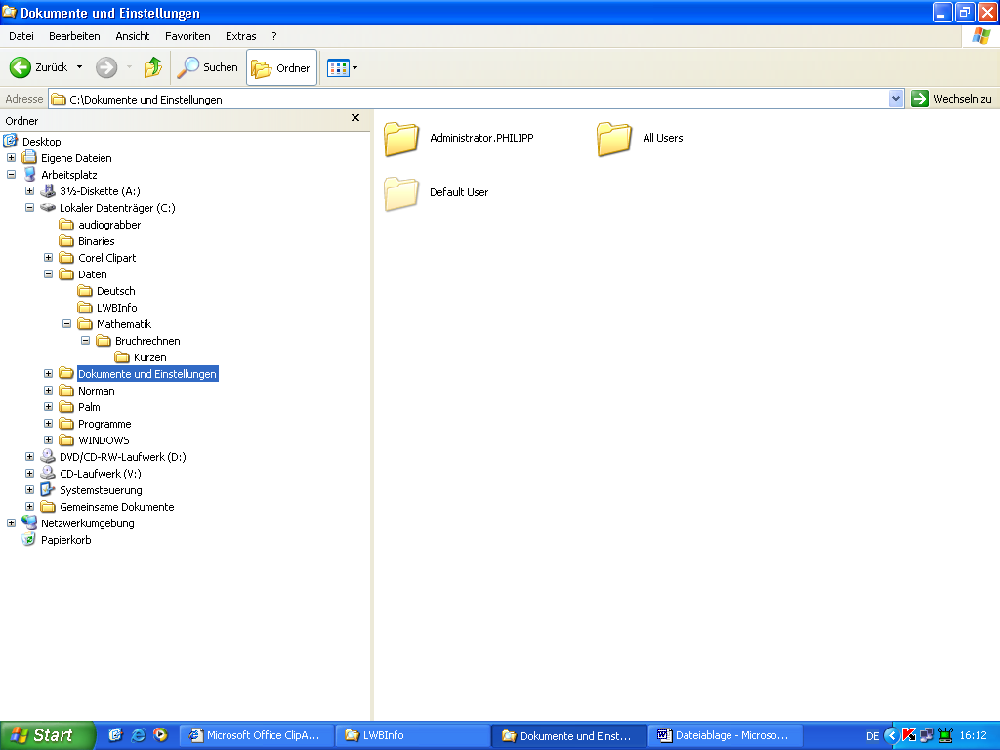 Dokumente und Einstellungen
Datei Bearbeiten Ansicht Favoriten Extras ?
Zurück Suchen Ordner
Adresse C:\Dokumente und Einstellungen Wechseln zu
Ordner
Desktop
Eigene Dateien
Arbeitsplatz
3½-Diskette (A:)
Lokaler Datenträger (C:)
audiograbber
Binaries
Corel Clipart
Daten
Deutsch
LWBInfo
Mathematik
Bruchrechnen
Kürzen
Dokumente und Einstellungen
Norman
Palm
Programme
WINDOWS
DVD/CD-RW-Laufwerk (D:)
CD-Laufwerk (V:)
Systemsteuerung
Gemeinsame Dokumente
Netzwerkumgebung
Papierkorb
Administrator.PHILIPP All Users
Default User
Start Microsoft Office ClipA... LWBInfo Dokumente und Einst... Dateiablage - Microso... DE 16:12